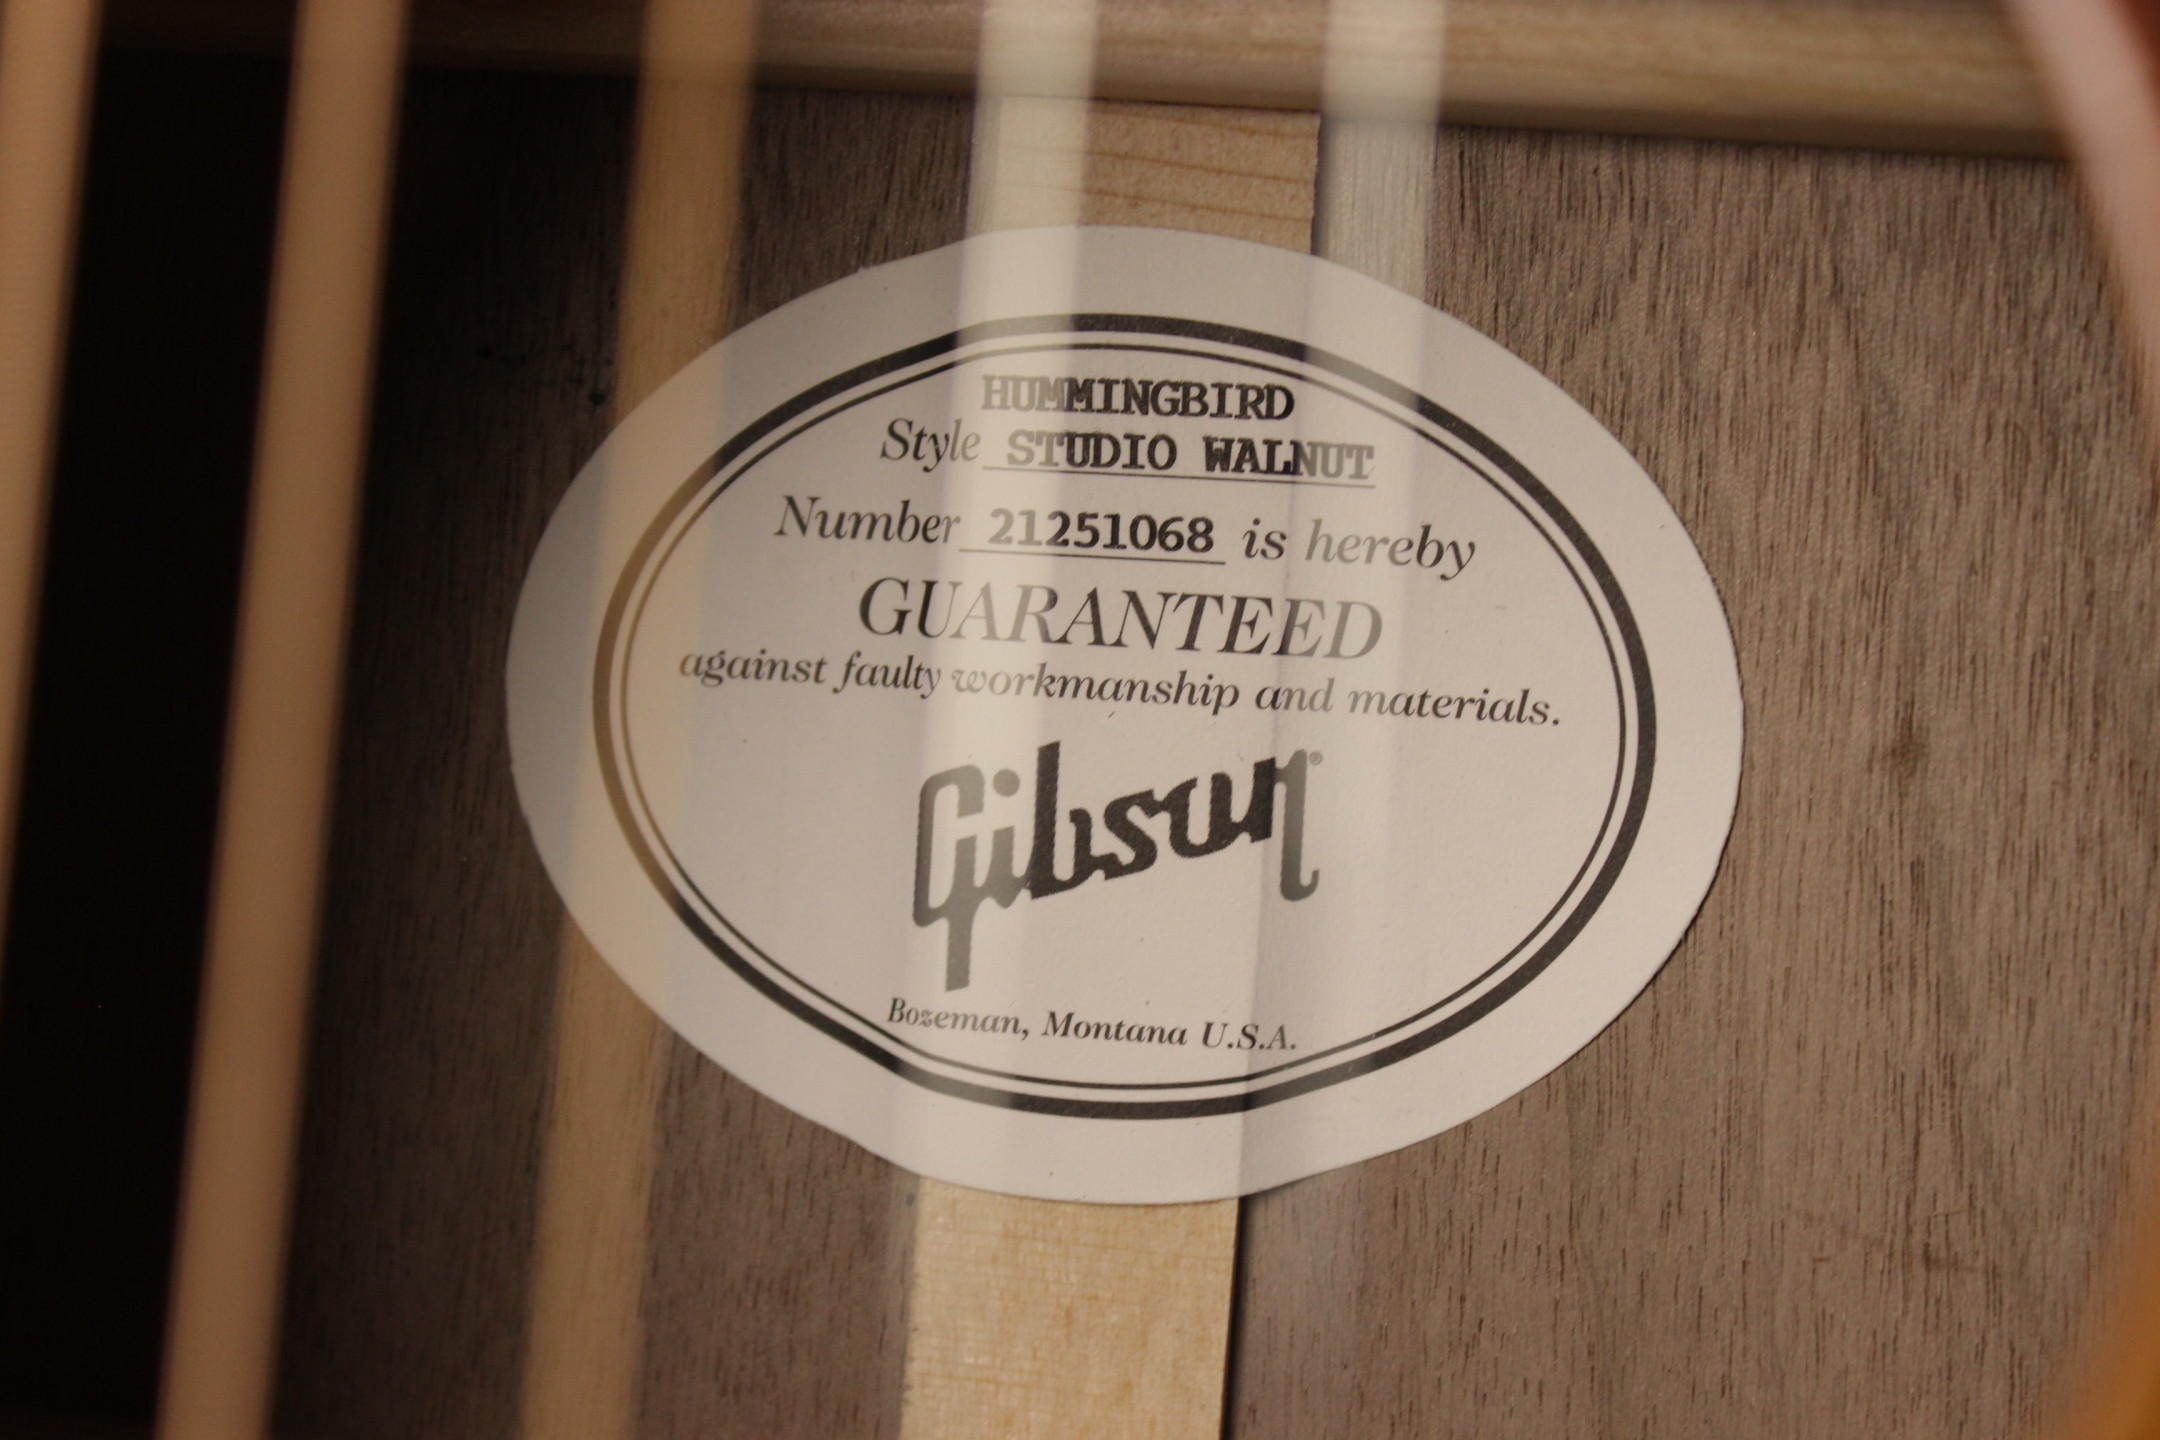 HUMMINGBIRD
Style STUDIO WALNUT
Number 21251068 is hereby
GUARANTEED
against faulty workmanship and materials.
Gibson®
Bozeman, Montana U.S.A.